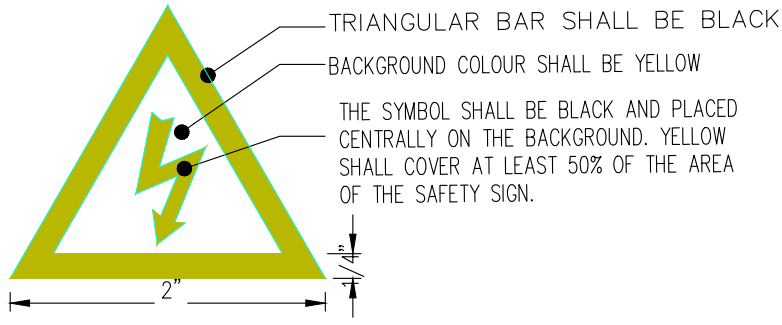 TRIANGULAR BAR SHALL BE BLACK
BACKGROUND COLOUR SHALL BE YELLOW
THE SYMBOL SHALL BE BLACK AND PLACED
CENTRALLY ON THE BACKGROUND. YELLOW
SHALL COVER AT LEAST 50% OF THE AREA
OF THE SAFETY SIGN.
1/4"
2"